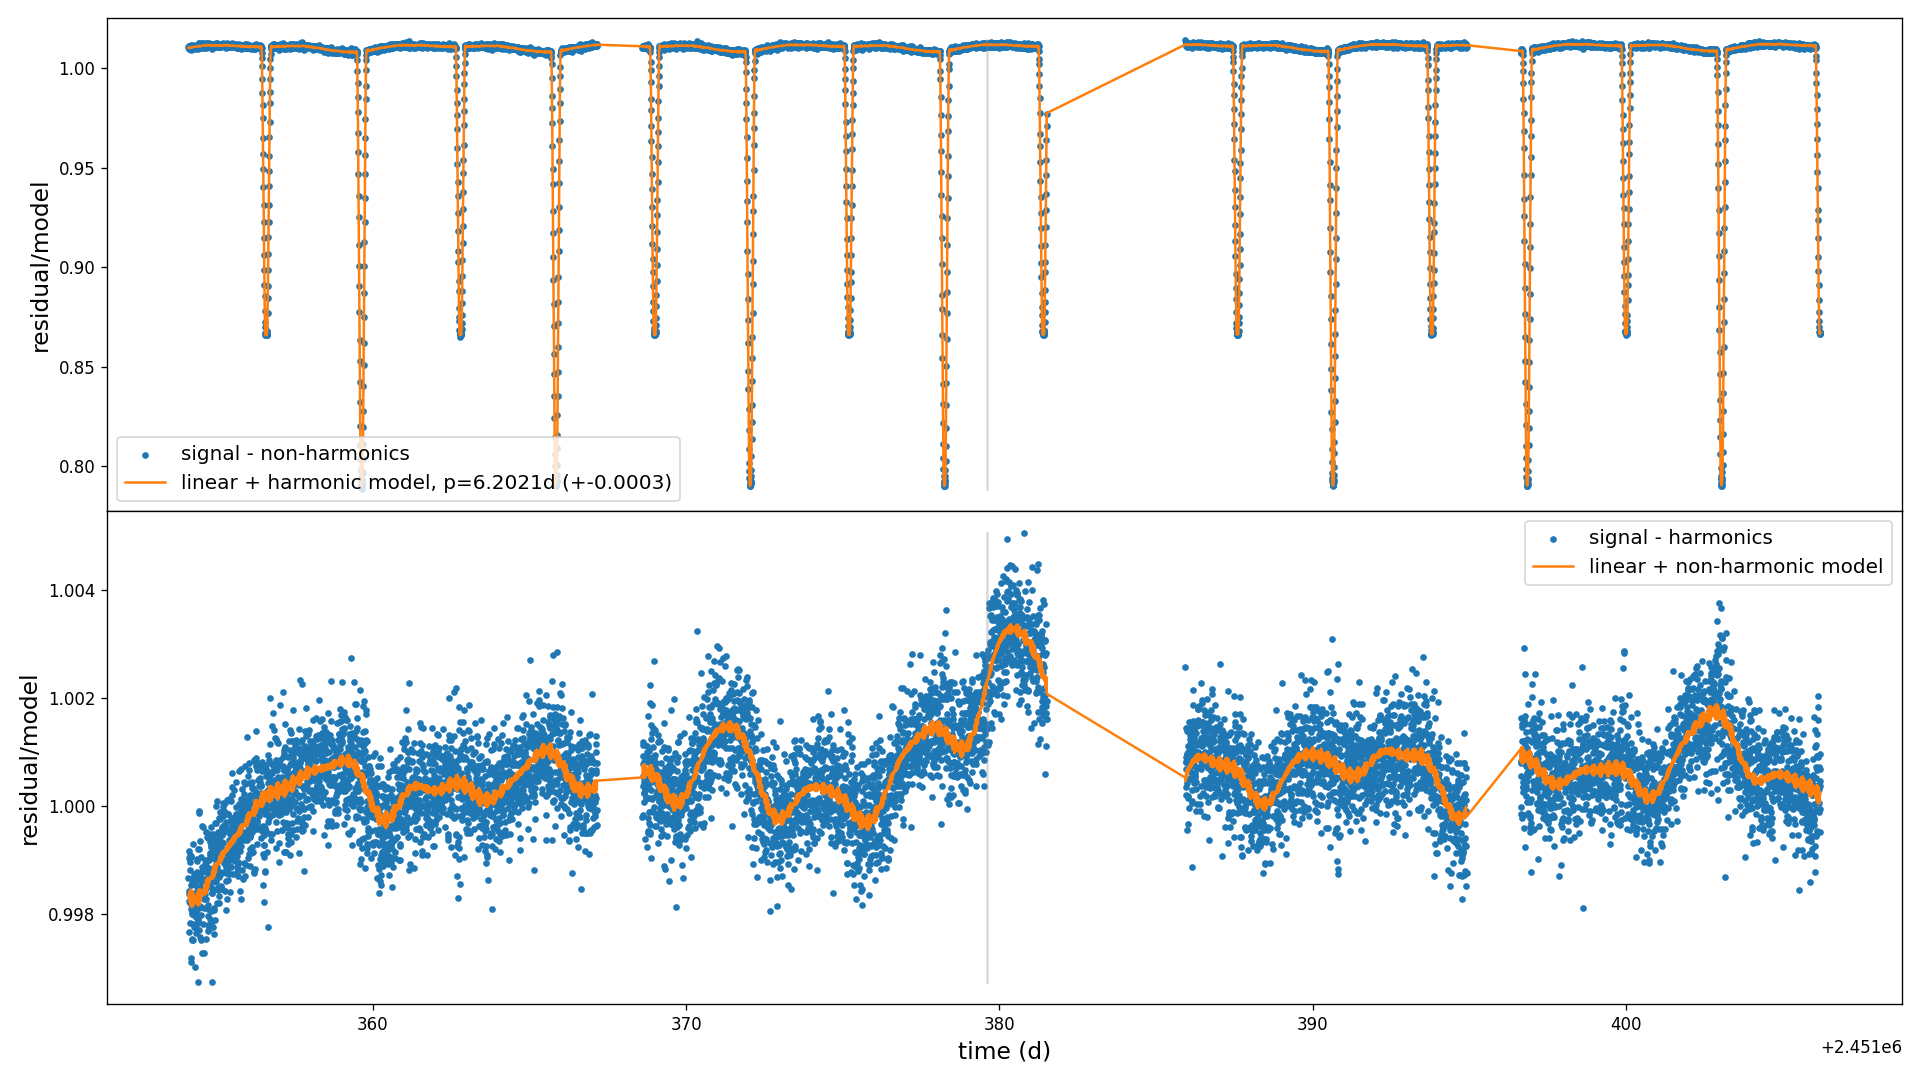 1.00
0.95
0.90
0.85
0.80
residual/model
signal - non-harmonics
linear + harmonic model, p=6.2021d (+-0.0003)
signal - harmonics
linear + non-harmonic model
1.004
1.002
1.000
0.998
residual/model
360
370
380
390
400
time (d)
+2.451e6